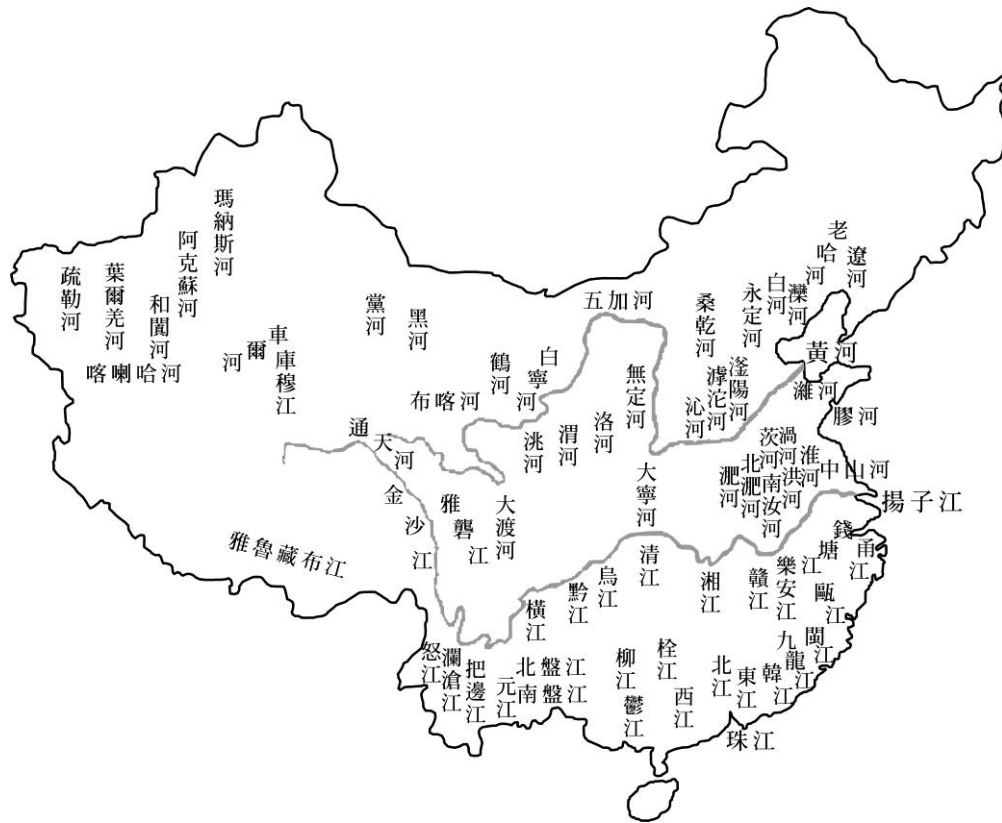 瑪納斯河
阿克蘇河
疏勒河
葉爾羌河
和闐河
喀喇哈河
車爾河
庫穆江
黨河
黑河
五加河
桑乾河
永定河
白河
灤河
老哈河
遼河
黃河
濰河
膠河
滏陽河
滹沱河
沁河
無定河
洛河
渭河
洮河
白寧河
鶴河
布喀河
通天河
金沙江
雅礱江
大渡河
雅魯藏布江
大寧河
淝河
北淝河
茨河
南汝河
渦河
洪河
淮河
中山河
揚子江
錢塘江
甬江
甌江
樂安江
贛江
湘江
清江
烏江
黔江
橫江
怒江
瀾滄江
把邊江
元江
北盤江
南盤江
柳江
鬱江
栓江
西江
北江
東江
韓江
九龍江
閩江
珠江